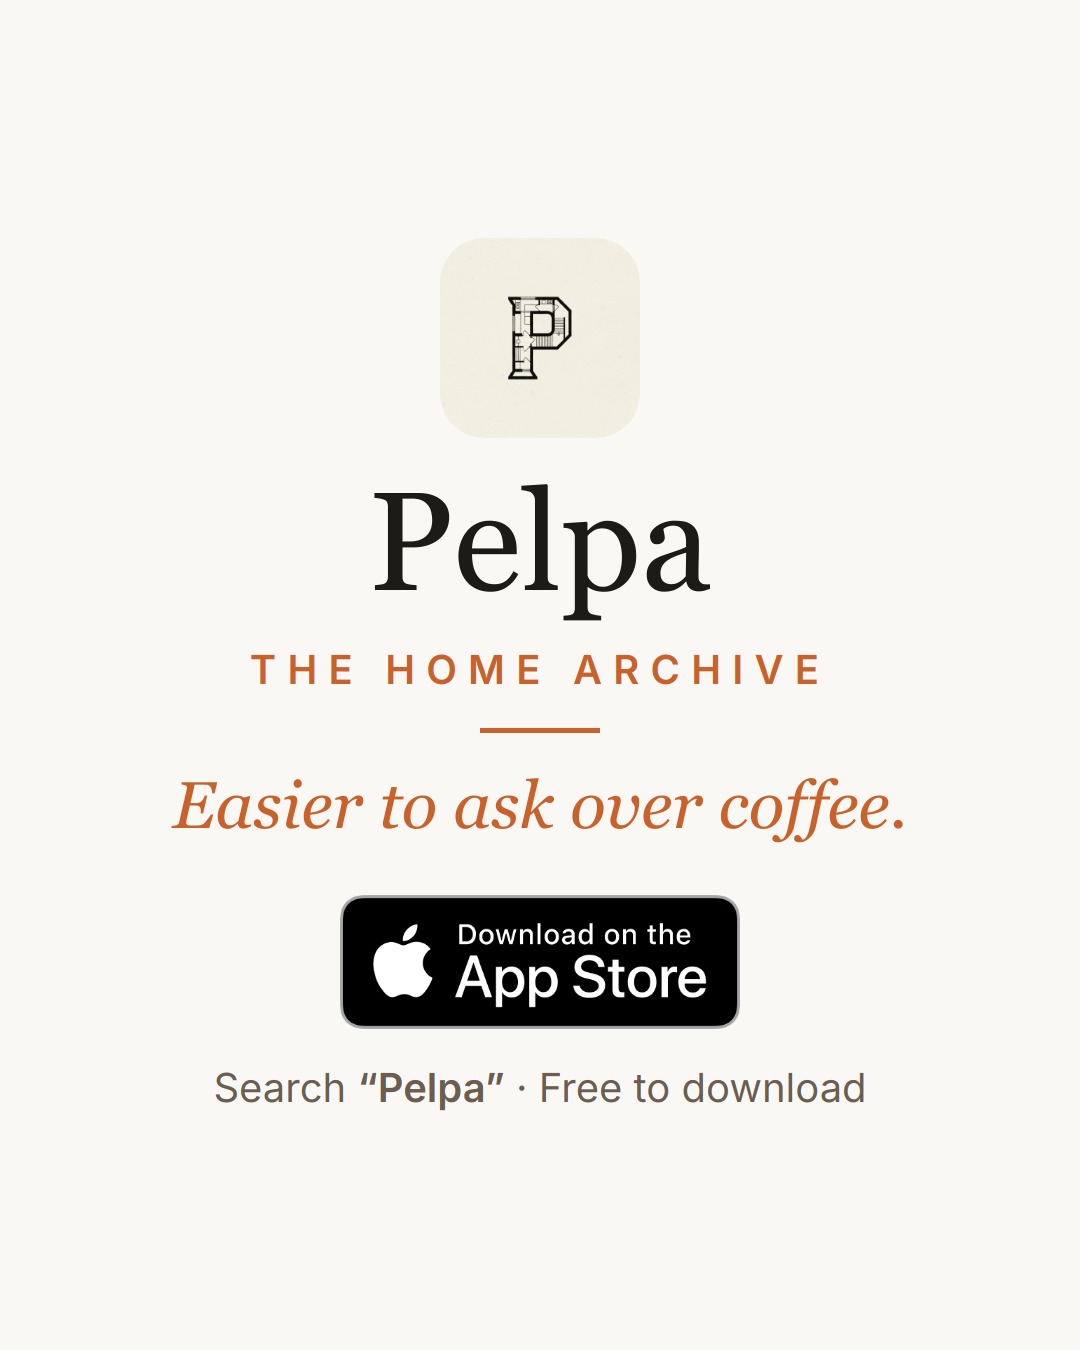 P
Pelpa
THE HOME ARCHIVE
Easier to ask over coffee.
Download on the
App Store
Search “Pelpa” · Free to download